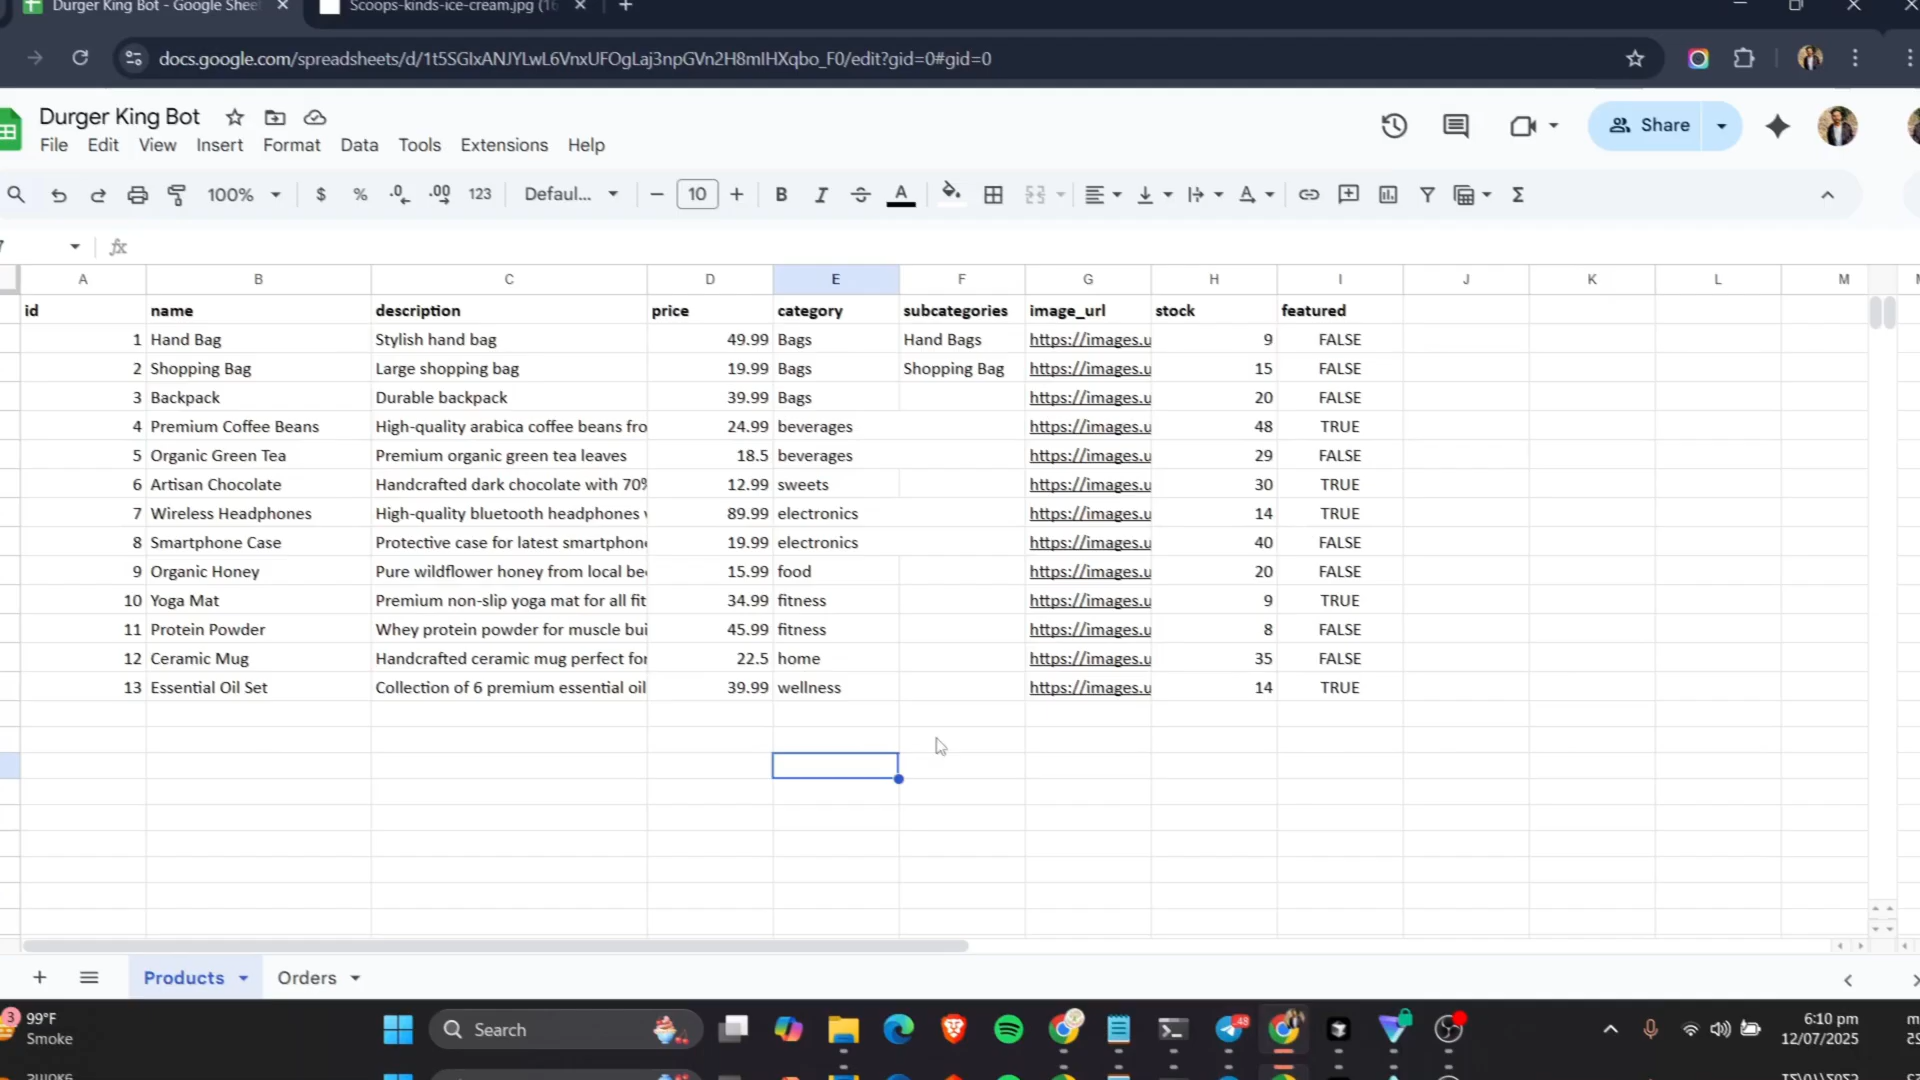 Durger King Bot - Google Shee
Scoops-kinds-ice-cream.jpg (16
docs.google.com/spreadsheets/d/1t5SGIxANJYLwL6VnxUFOgLaj3npGVn2H8mIHXqbo_F0/edit?gid=0#gid=0
Durger King Bot
Share
File Edit View Insert Format Data Tools Extensions Help
100% $ % .0 .00 123 Defaul... 10 B I A
fx
A B C D E F G H I J K L M
id name description price category subcategories image_url stock featured
1 Hand Bag Stylish hand bag 49.99 Bags Hand Bags https://images.u 9 FALSE
2 Shopping Bag Large shopping bag 19.99 Bags Shopping Bag https://images.u 15 FALSE
3 Backpack Durable backpack 39.99 Bags https://images.u 20 FALSE
4 Premium Coffee Beans High-quality arabica coffee beans fro 24.99 beverages https://images.u 48 TRUE
5 Organic Green Tea Premium organic green tea leaves 18.5 beverages https://images.u 29 FALSE
6 Artisan Chocolate Handcrafted dark chocolate with 70% 12.99 sweets https://images.u 30 TRUE
7 Wireless Headphones High-quality bluetooth headphones w 89.99 electronics https://images.u 14 TRUE
8 Smartphone Case Protective case for latest smartphone 19.99 electronics https://images.u 40 FALSE
9 Organic Honey Pure wildflower honey from local bee 15.99 food https://images.u 20 FALSE
10 Yoga Mat Premium non-slip yoga mat for all fit 34.99 fitness https://images.u 9 TRUE
11 Protein Powder Whey protein powder for muscle bui 45.99 fitness https://images.u 8 FALSE
12 Ceramic Mug Handcrafted ceramic mug perfect for 22.5 home https://images.u 35 FALSE
13 Essential Oil Set Collection of 6 premium essential oil 39.99 wellness https://images.u 14 TRUE
Products Orders
3 99°F
Smoke
Search
48
6:10 pm
12/07/2025